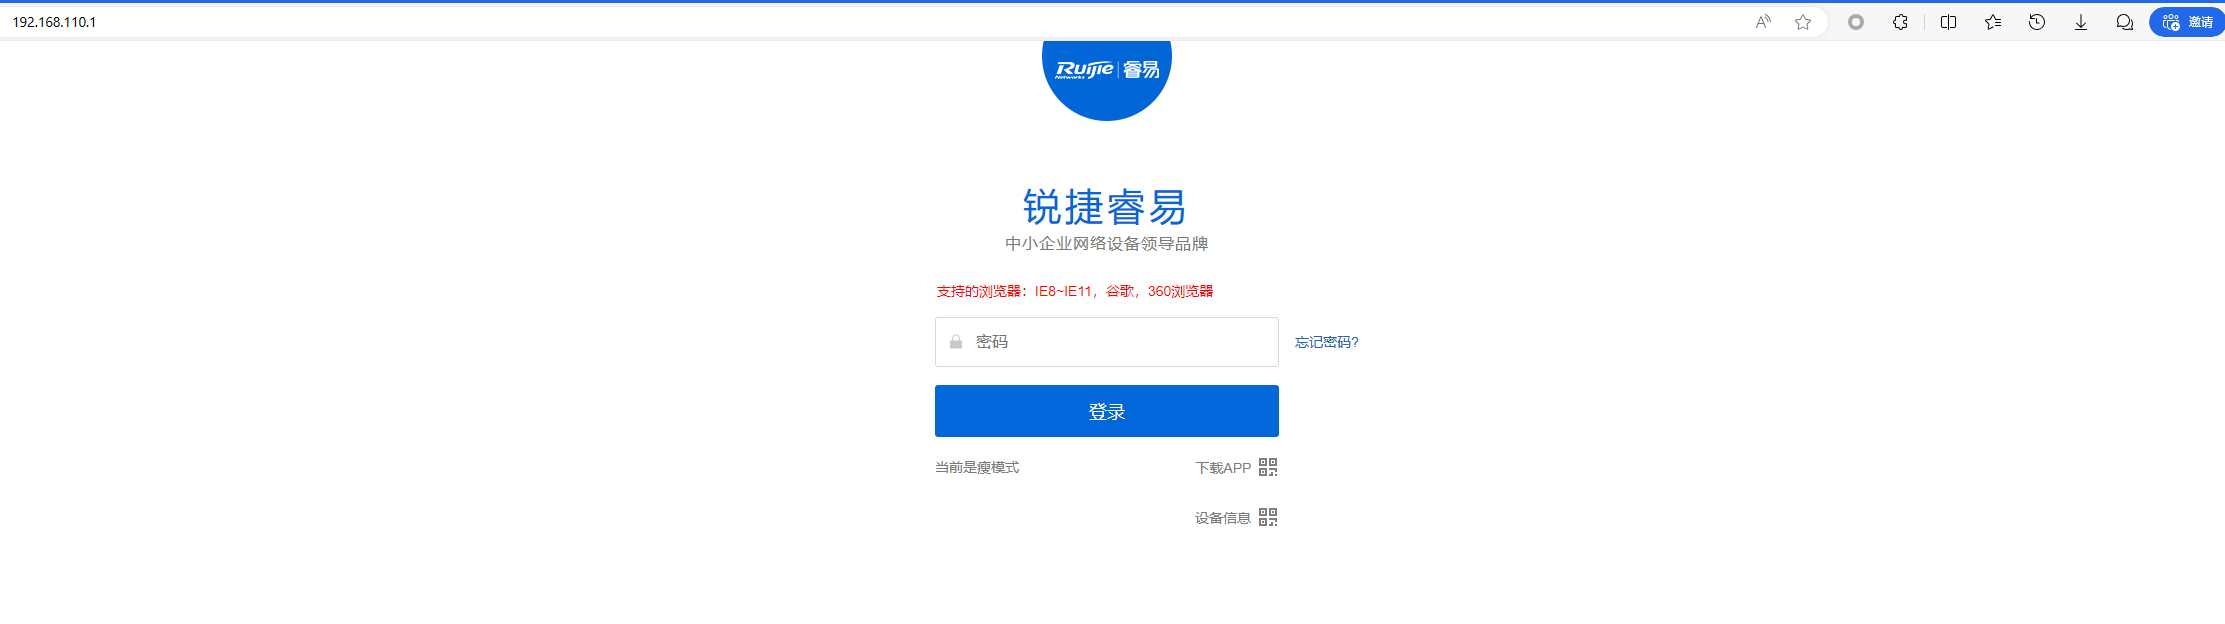 192.168.110.1
邀请
Ruijie Networks | 睿易
锐捷睿易
中小企业网络设备领导品牌
支持的浏览器：IE8~IE11，谷歌，360浏览器
密码
忘记密码?
登录
当前是瘦模式
下载APP
设备信息